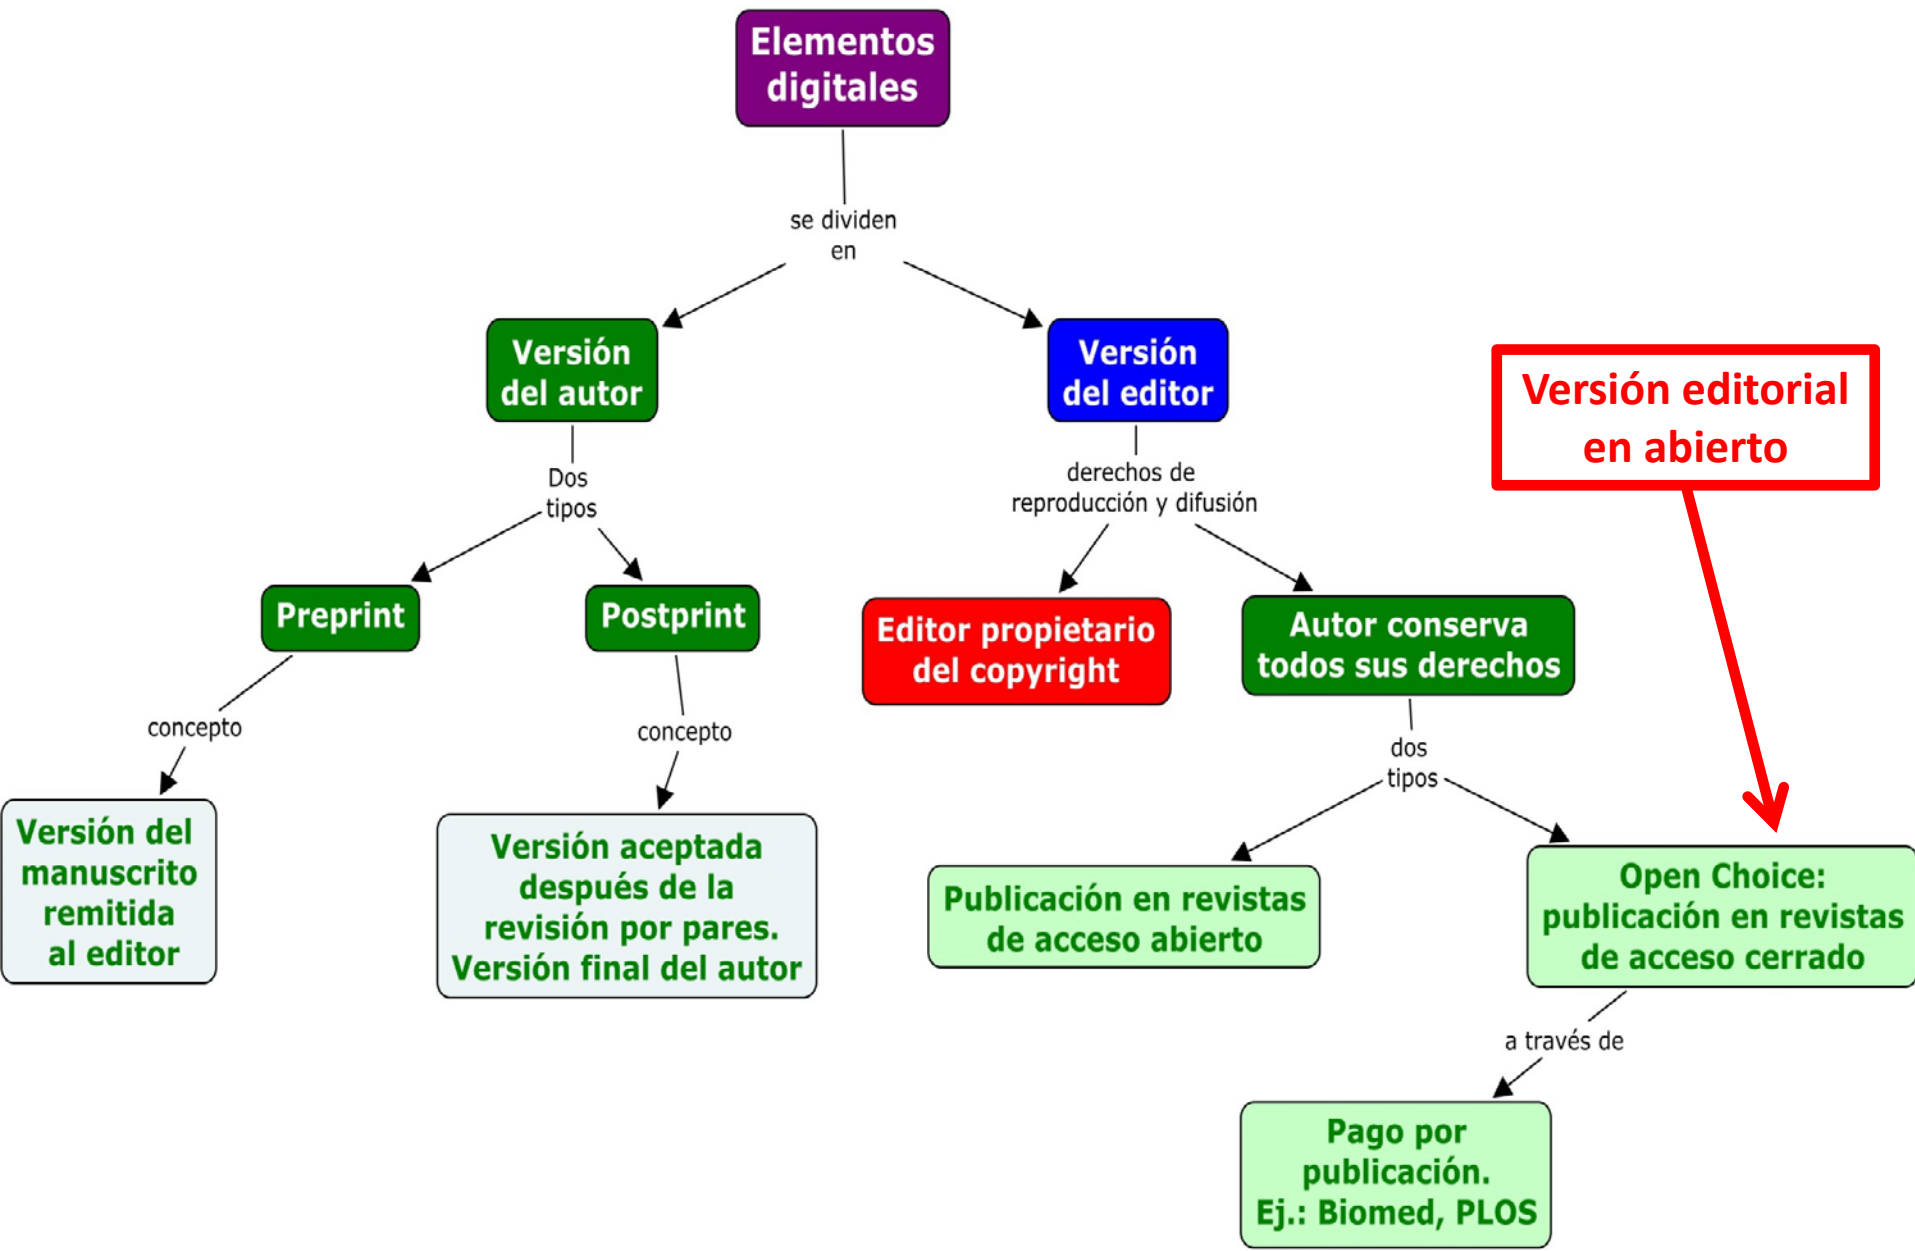 Elementos
digitales
se dividen
en
Versión
del autor
Versión
del editor
Versión editorial
en abierto
Dos
tipos
derechos de
reproducción y difusión
Preprint
Postprint
Editor propietario
del copyright
Autor conserva
todos sus derechos
concepto
concepto
dos
tipos
Versión del
manuscrito
remitida
al editor
Versión aceptada
después de la
revisión por pares.
Versión final del autor
Publicación en revistas
de acceso abierto
Open Choice:
publicación en revistas
de acceso cerrado
a través de
Pago por
publicación.
Ej.: Biomed, PLOS